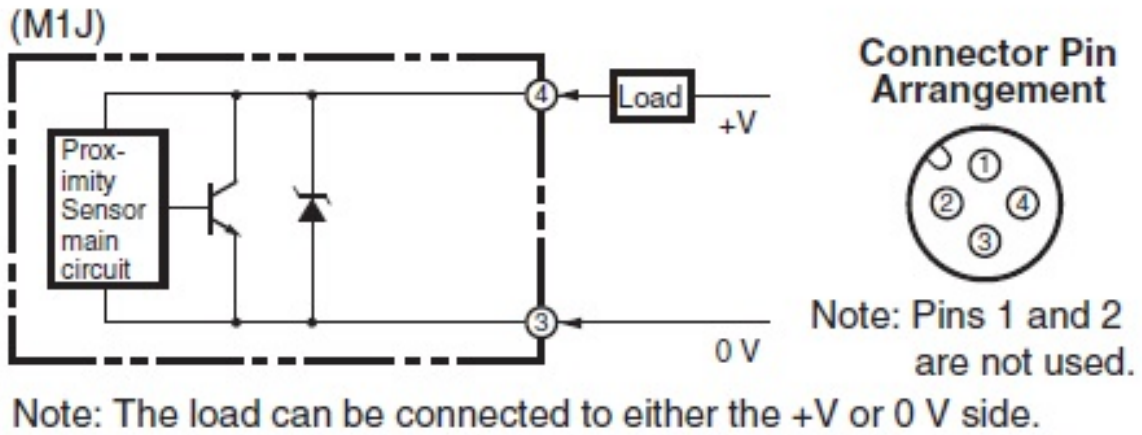 (M1J)
Connector Pin
Arrangement
4
Load
+V
Prox-
imity
Sensor
main
circuit
1
2
4
3
3
0 V
Note: Pins 1 and 2
are not used.
Note: The load can be connected to either the +V or 0 V side.